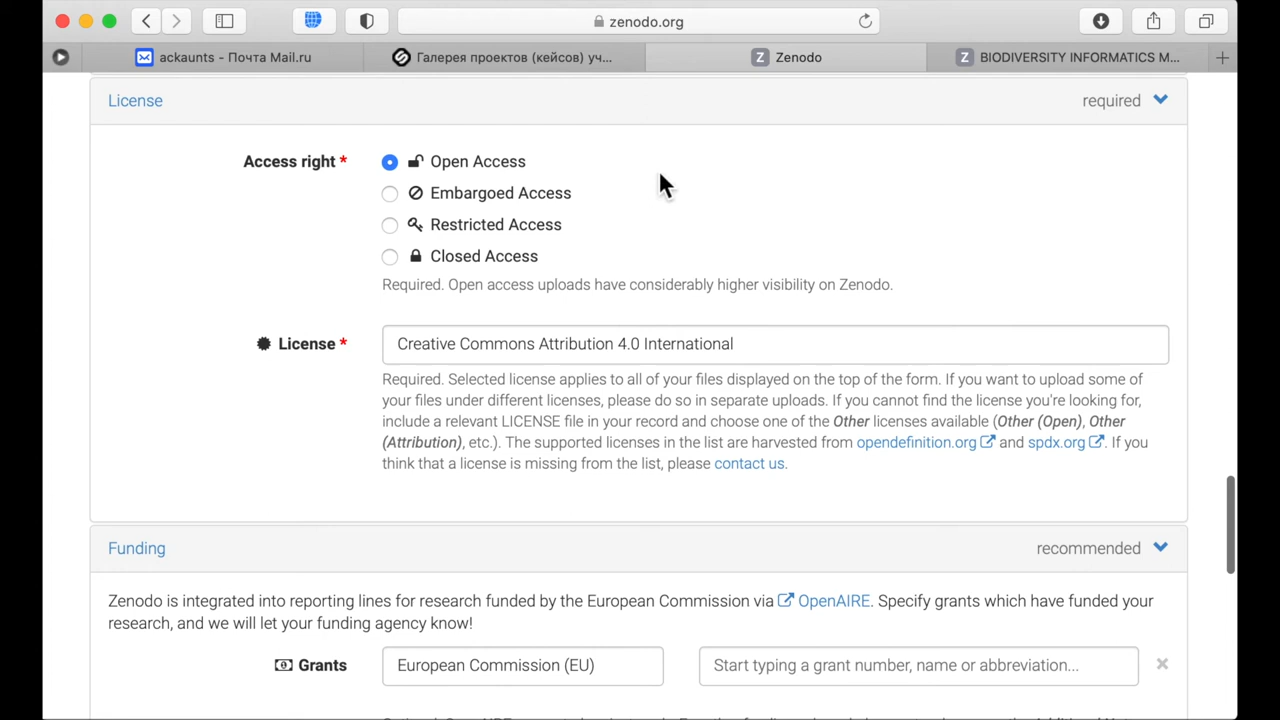 zenodo.org
ackaunts - Почта Mail.ru
Галерея проектов (кейсов) уч...
Z Zenodo
Z BIODIVERSITY INFORMATICS M...
License
required
Access right *
Open Access
Embargoed Access
Restricted Access
Closed Access
Required. Open access uploads have considerably higher visibility on Zenodo.
License *
Creative Commons Attribution 4.0 International
Required. Selected license applies to all of your files displayed on the top of the form. If you want to upload some of
your files under different licenses, please do so in separate uploads. If you cannot find the license you're looking for,
include a relevant LICENSE file in your record and choose one of the Other licenses available (Other (Open), Other
(Attribution), etc.). The supported licenses in the list are harvested from opendefinition.org and spdx.org. If you
think that a license is missing from the list, please contact us.
Funding
recommended
Zenodo is integrated into reporting lines for research funded by the European Commission via OpenAIRE. Specify grants which have funded your
research, and we will let your funding agency know!
Grants
European Commission (EU)
Start typing a grant number, name or abbreviation...